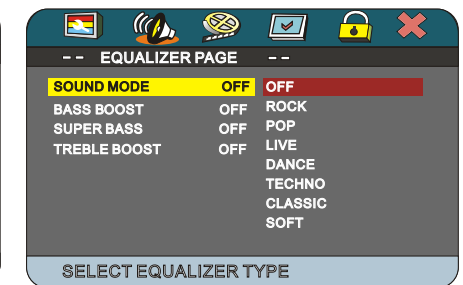 -- EQUALIZER PAGE --
SOUND MODE OFF OFF
BASS BOOST OFF ROCK
SUPER BASS OFF POP
TREBLE BOOST OFF LIVE
DANCE
TECHNO
CLASSIC
SOFT
SELECT EQUALIZER TYPE